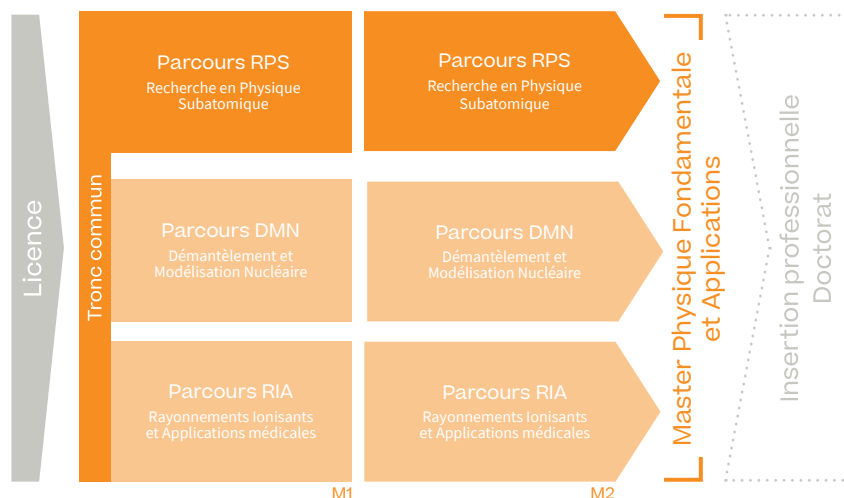 Licence
Tronc commun
Parcours RPS
Recherche en Physique
Subatomique
Parcours RPS
Recherche en Physique
Subatomique
Parcours DMN
Démantèlement et
Modélisation Nucléaire
Parcours DMN
Démantèlement et
Modélisation Nucléaire
Parcours RIA
Rayonnements Ionisants
et Applications médicales
Parcours RIA
Rayonnements Ionisants
et Applications médicales
M1
M2
Master Physique Fondamentale
et Applications
Insertion professionnelle
Doctorat